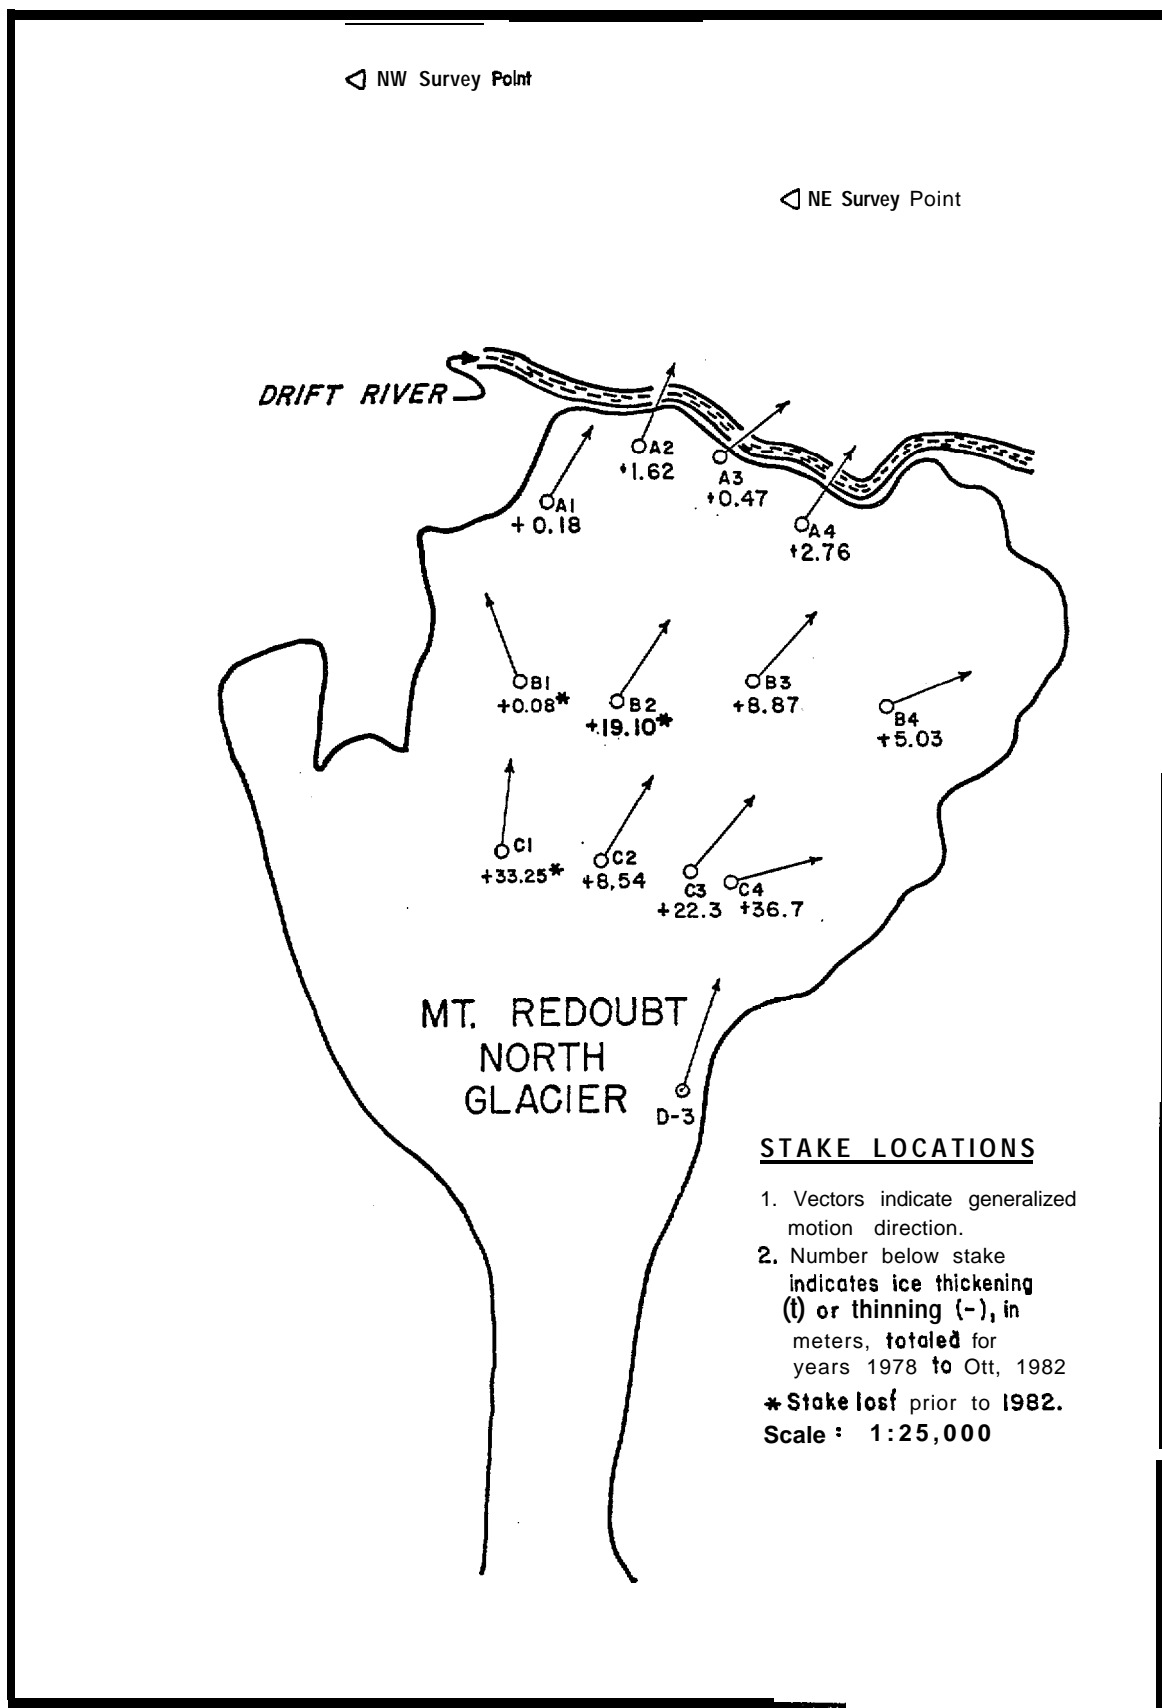 NW Survey Point
NE Survey Point
DRIFT RIVER
A2
+1.62
A3
+0.47
A1
+0.18
A4
+2.76
B1
+0.08*
B2
+19.10*
B3
+8.87
B4
+5.03
C1
+33.25*
C2
+8,54
C3
+22.3
C4
+36.7
MT. REDOUBT
NORTH
GLACIER
D-3
STAKE LOCATIONS
1. Vectors indicate generalized
motion direction.
2. Number below stake
indicates ice thickening
(t) or thinning (-), in
meters, totaled for
years 1978 to Ott, 1982
*Stake lost prior to 1982.
Scale : 1:25,000